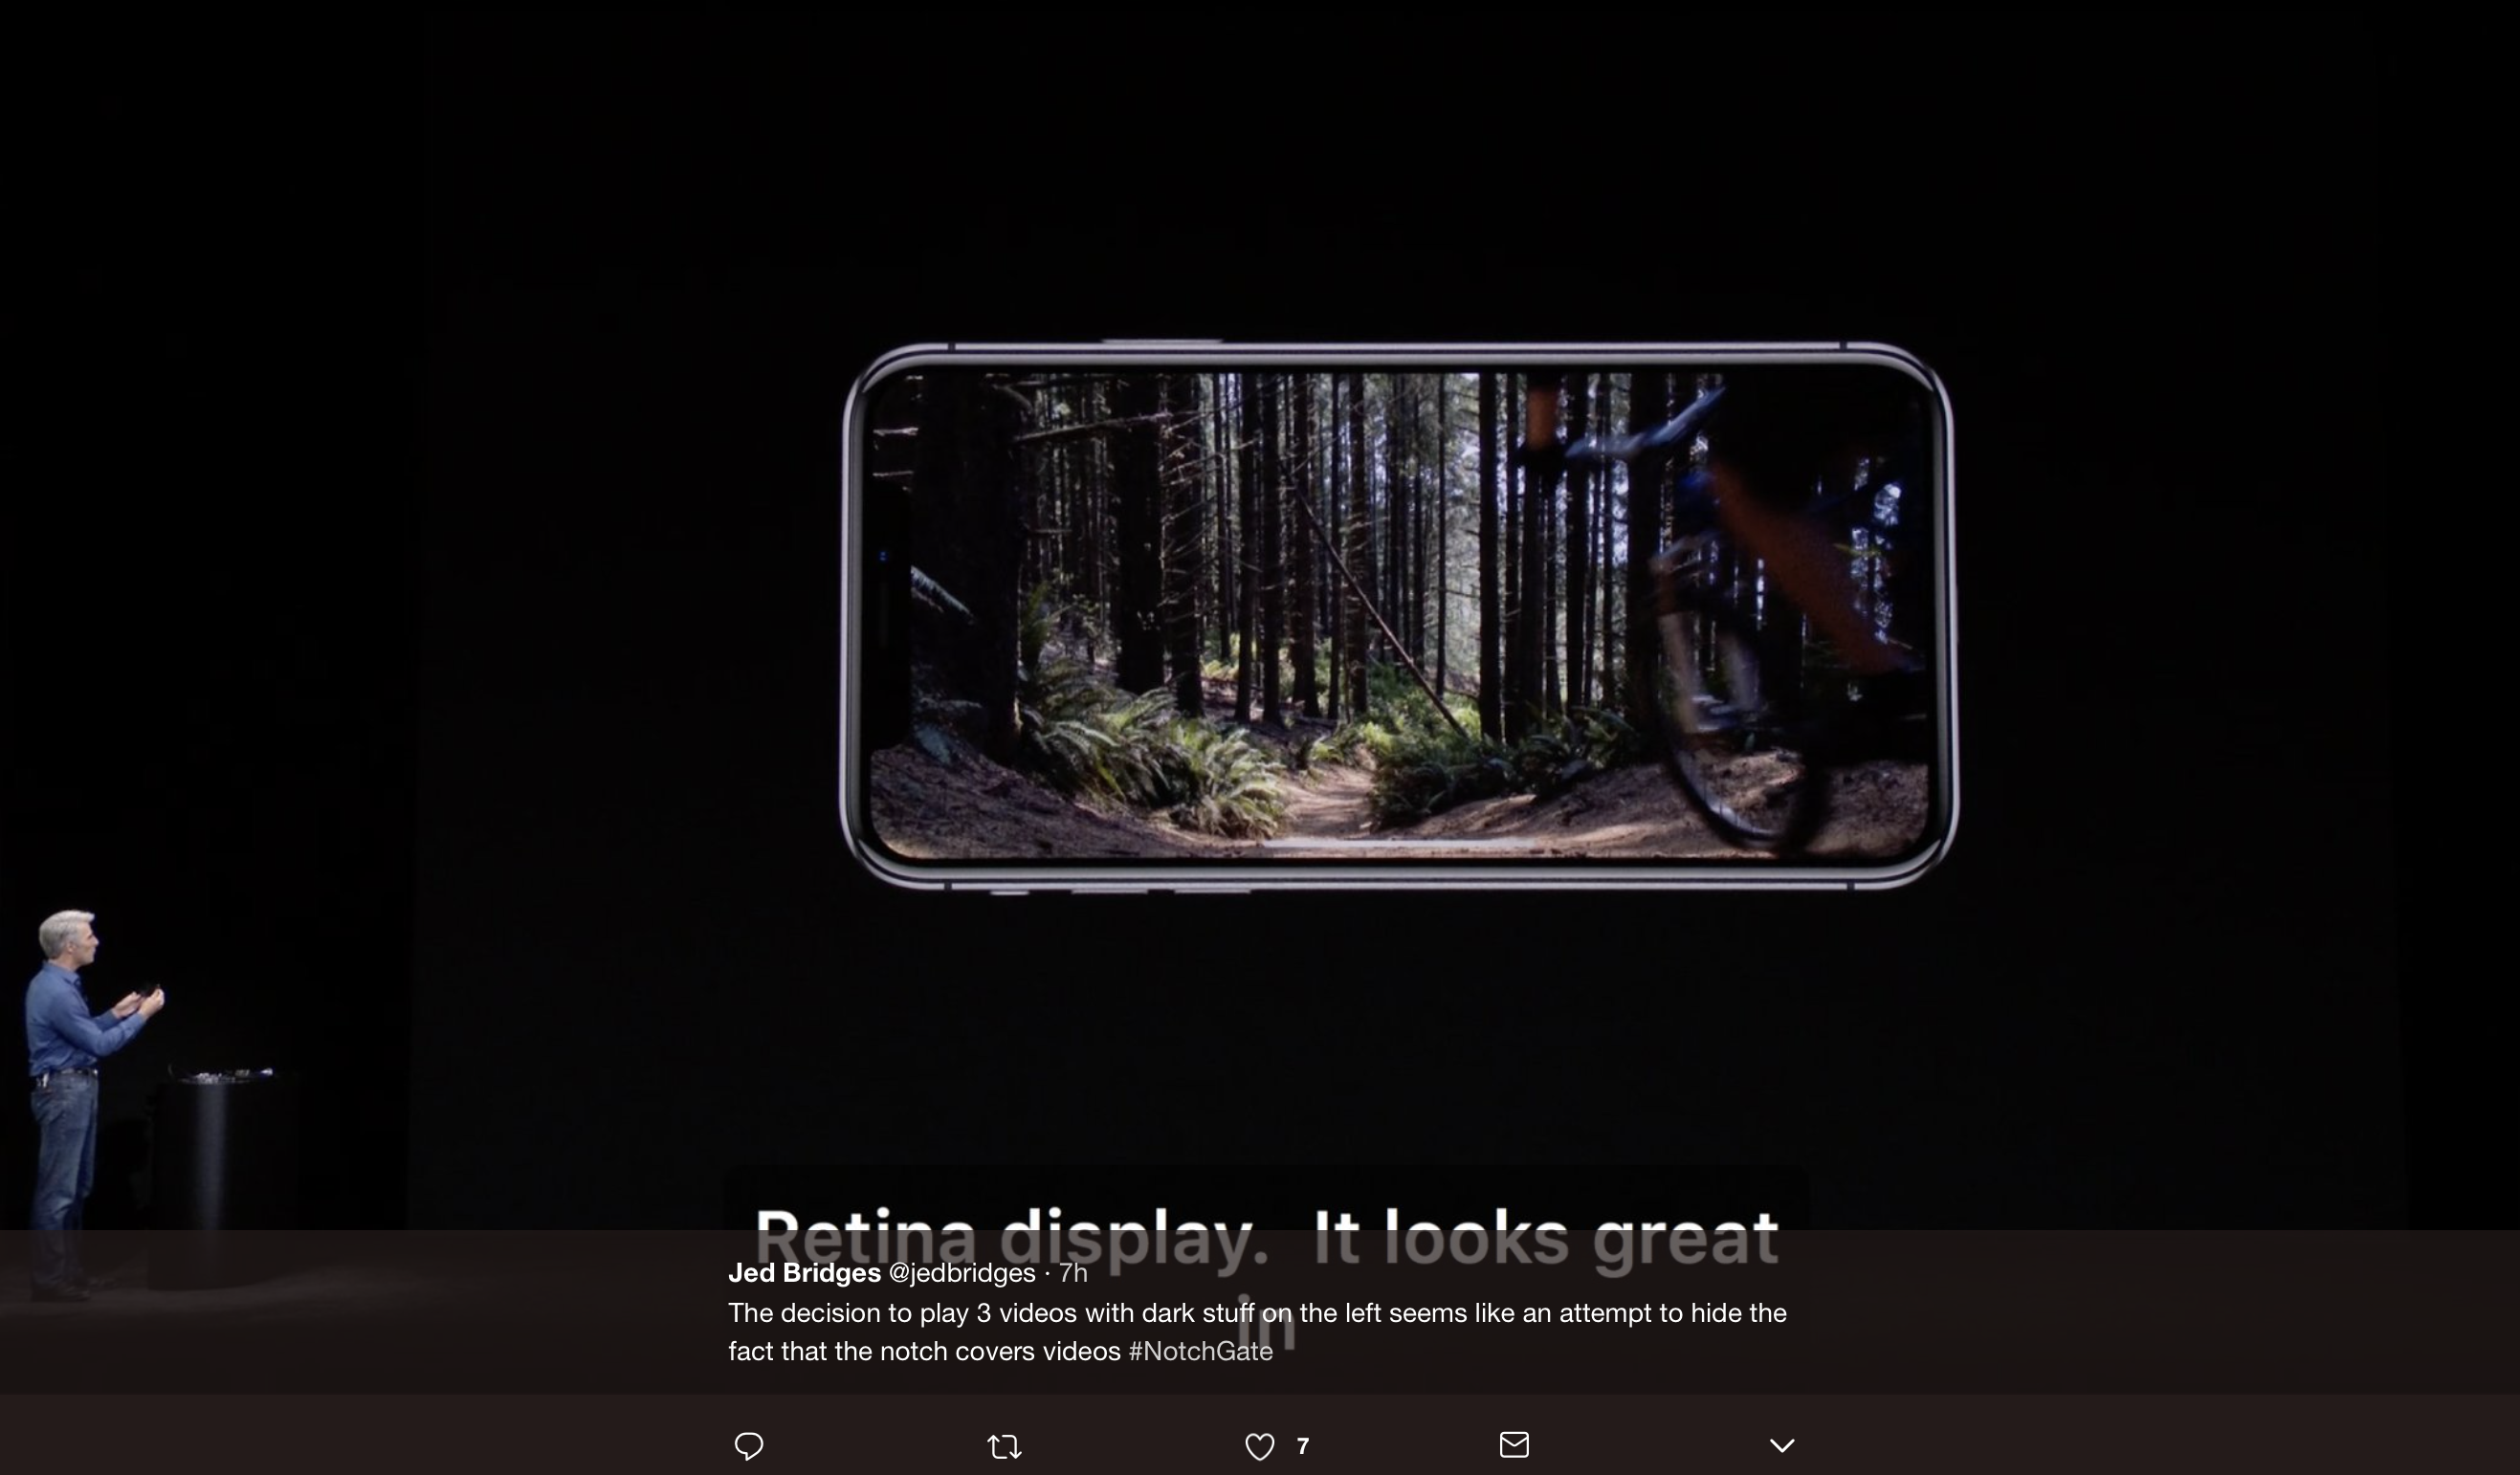 Retina display.  It looks great
in
Jed Bridges @jedbridges · 7h
The decision to play 3 videos with dark stuff on the left seems like an attempt to hide the
fact that the notch covers videos #NotchGate
7